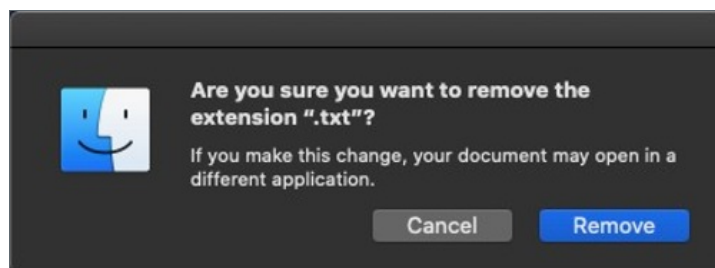 Are you sure you want to remove the
extension “.txt”?
If you make this change, your document may open in a
different application.
Cancel
Remove